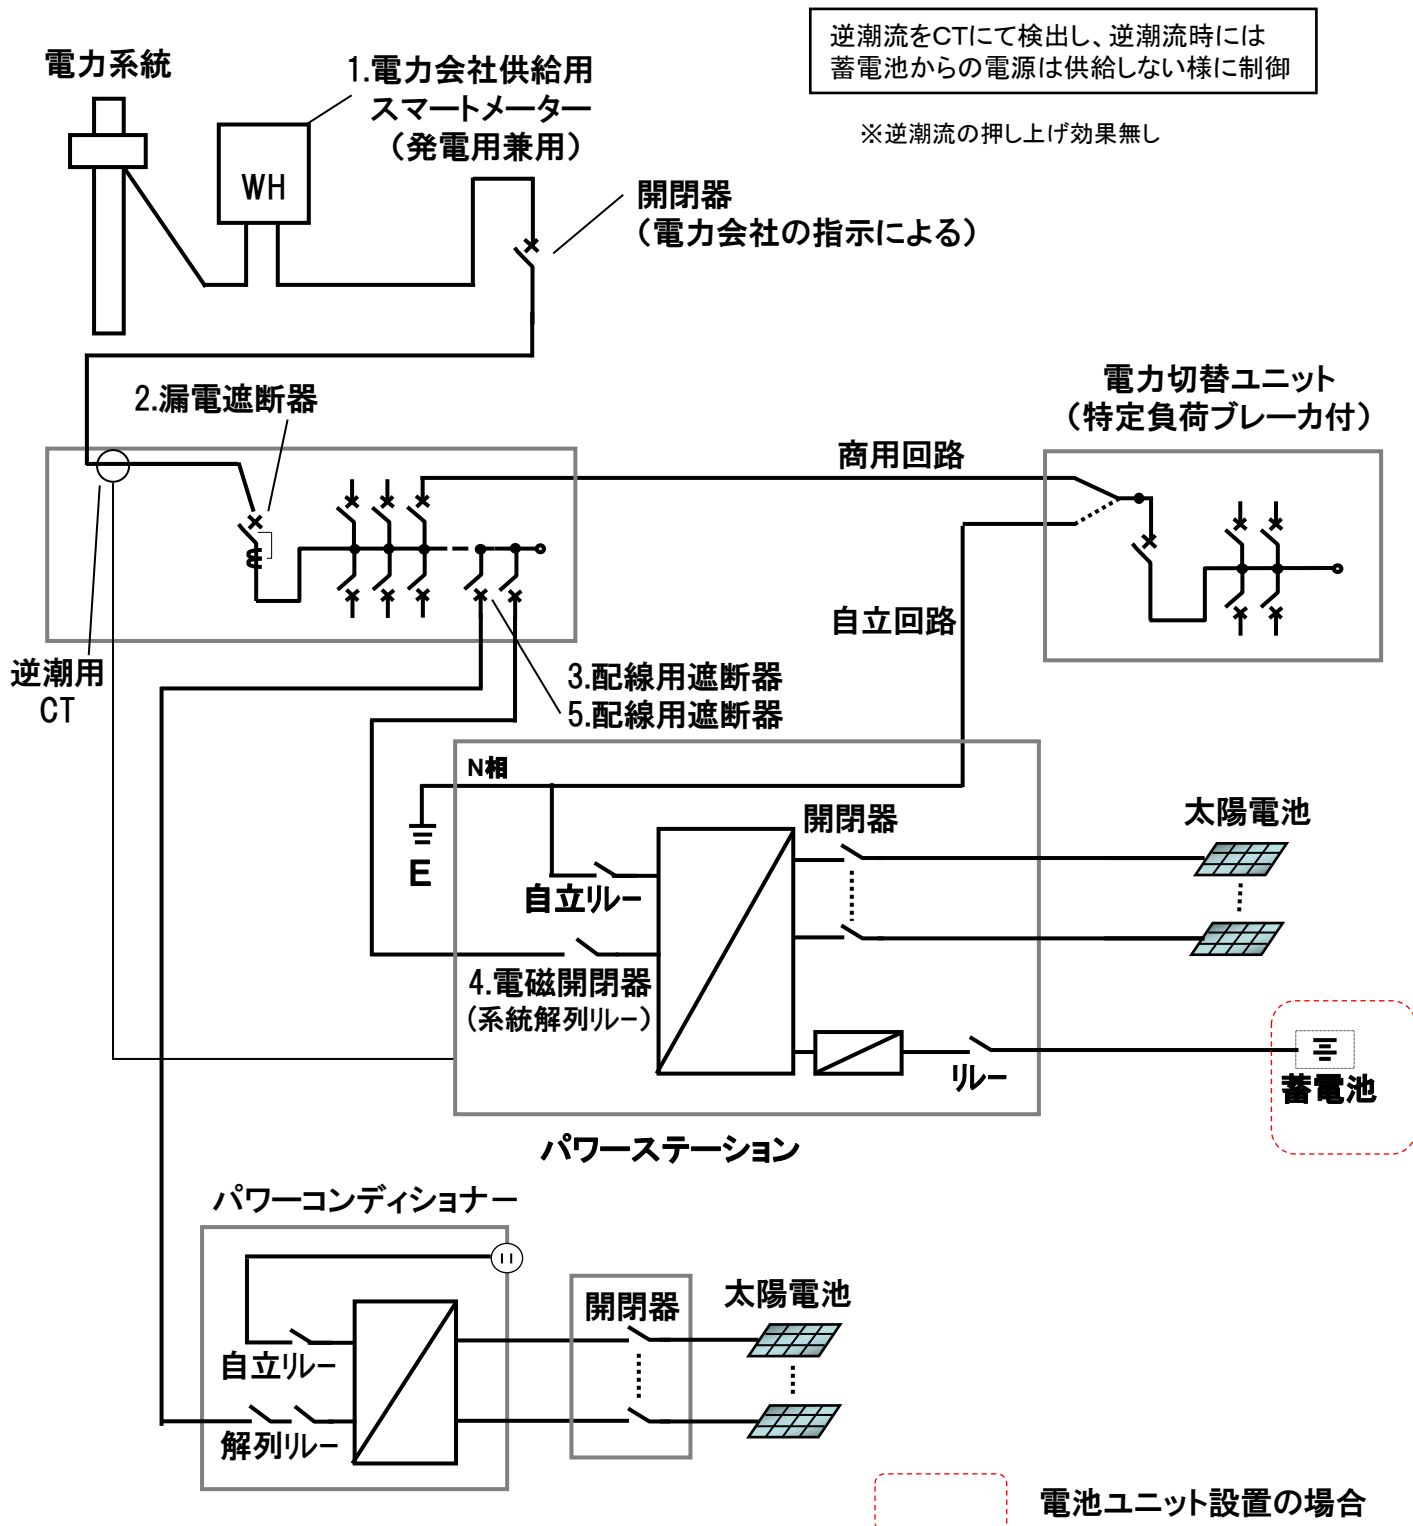 逆潮流をCTにて検出し、逆潮流時には
蓄電池からの電源は供給しない様に制御
※逆潮流の押し上げ効果無し
電力系統
1.電力会社供給用
スマートメーター
（発電用兼用）
WH
開閉器
（電力会社の指示による）
2.漏電遮断器
電力切替ユニット
（特定負荷ブレーカ付）
商用回路
自立回路
逆潮用
CT
3.配線用遮断器
5.配線用遮断器
N相
E
開閉器
太陽電池
自立リレー
4.電磁開閉器
（系統解列リレー）
リレー
蓄電池
パワーステーション
パワーコンディショナー
開閉器
太陽電池
自立リレー
解列リレー
電池ユニット設置の場合